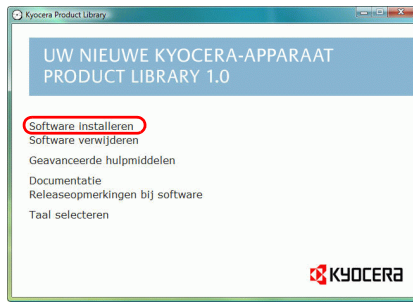 Kyocera Product Library
UW NIEUWE KYOCERA-APPARAAT
PRODUCT LIBRARY 1.0
Software installeren
Software verwijderen
Geavanceerde hulpmiddelen
Documentatie
Releaseopmerkingen bij software
Taal selecteren
KYOCERA